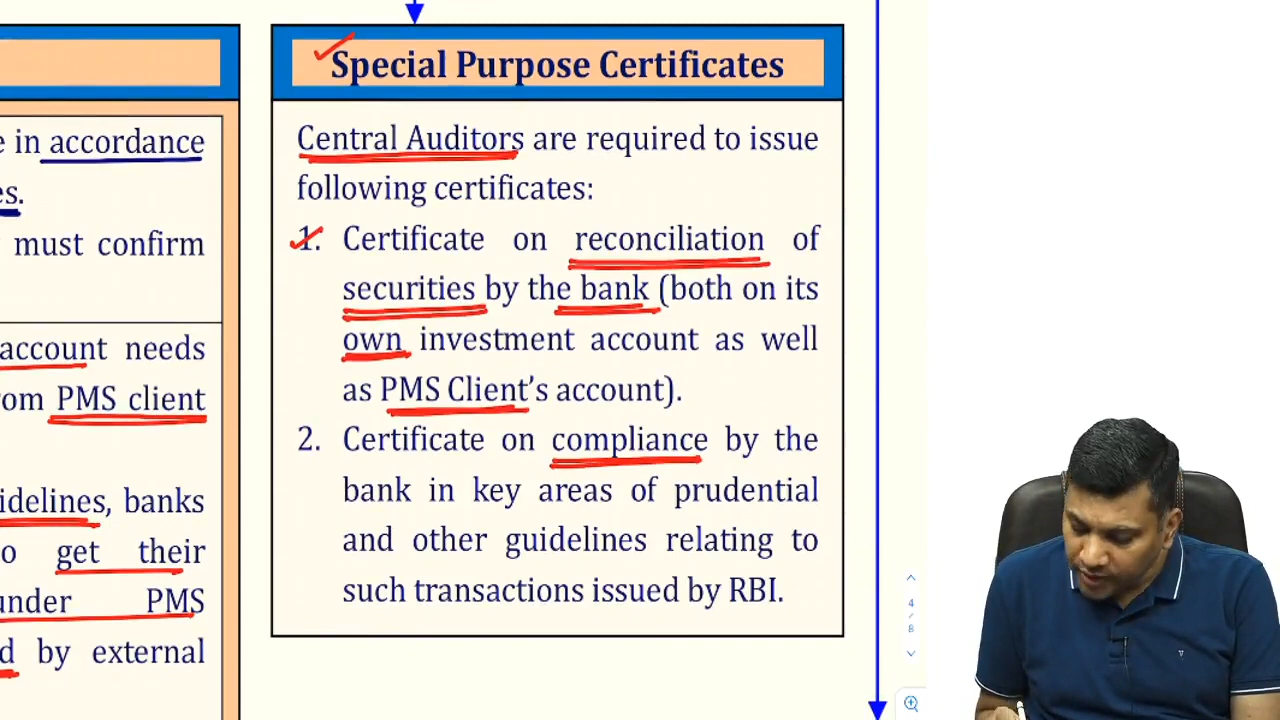 e in accordance
es.
must confirm
account needs
rom PMS client
idelines, banks
o get their
under PMS
d by external
Special Purpose Certificates
Central Auditors are required to issue
following certificates:
1. Certificate on reconciliation of
securities by the bank (both on its
own investment account as well
as PMS Client's account).
2. Certificate on compliance by the
bank in key areas of prudential
and other guidelines relating to
such transactions issued by RBI.
4
/
8